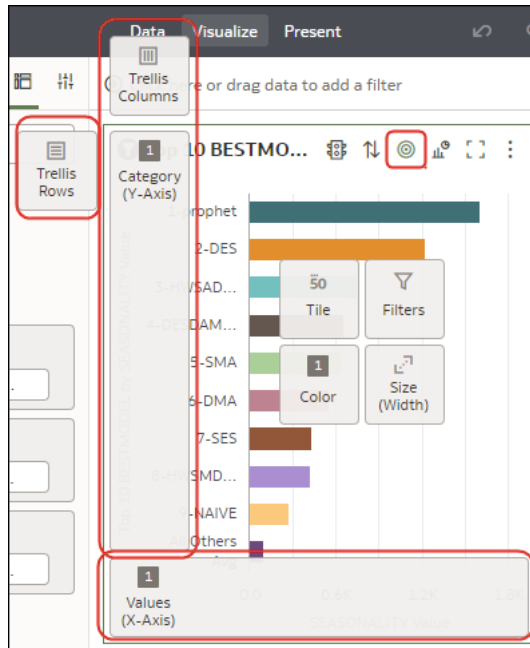 Data Visualize Present
Trellis
Columns
here or drag data to add a filter
Trellis
Rows
1
Category
(Y-Axis)
10 BESTMO...
1-prophet
2-DES
3-HWSAD...
50
Tile
Filters
4-DESDAM...
5-SMA
1
Color
Size
(Width)
6-DMA
7-SES
8-HWSMD...
9-NAIVE
All Others
Avg
1
Values
(X-Axis)
0.0 0.6K 1.2K 1.8K
SEASONALITY Value